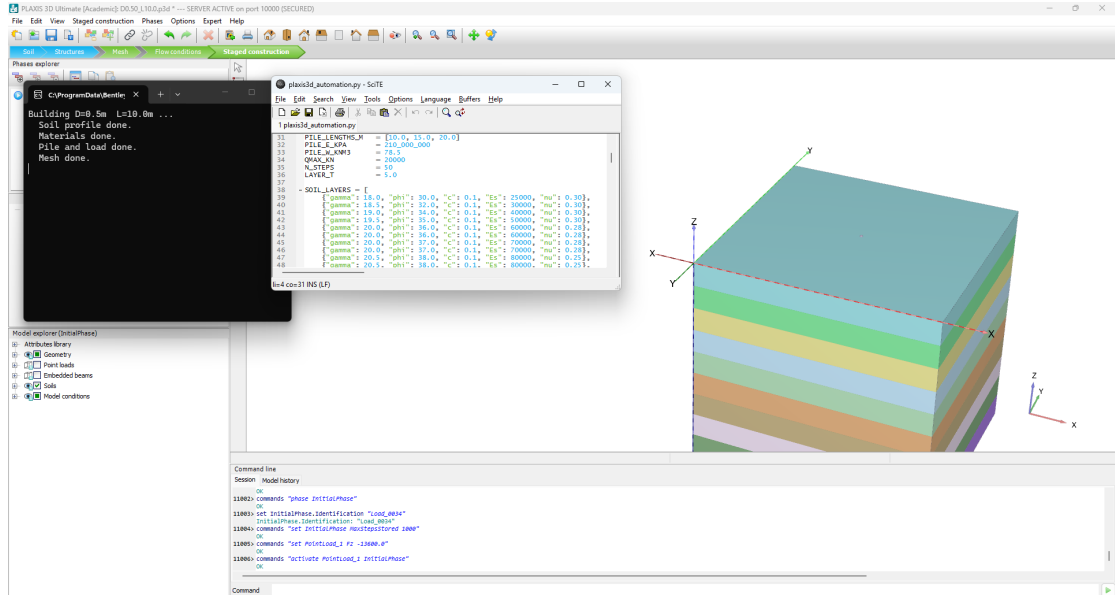 PLAXIS 3D Ultimate [Academic]: D0.50_L10.0.p3d * --- SERVER ACTIVE on port 10000 (SECURED)
File Edit View Staged construction Phases Options Expert Help
Soil Structures Mesh Flow conditions Staged construction
Phases explorer
C:\ProgramData\Bentley
Building D=0.5m L=10.0m ...
Soil profile done.
Materials done.
Pile and load done.
Mesh done.
plaxis3d_automation.py - SciTE
File Edit Search View Tools Options Language Buffers Help
1 plaxis3d_automation.py
31 PILE_LENGTHS_M = [10.0, 15.0, 20.0]
32 PILE_E_KPA = 210_000_000
33 PILE_W_KNM3 = 78.5
34 QMAX_KN = 20000
35 N_STEPS = 50
36 LAYER_T = 5.0
37
38 - SOIL_LAYERS = [
39 {"gamma": 18.0, "phi": 30.0, "c": 0.1, "Es": 25000, "mu": 0.30},
40 {"gamma": 18.5, "phi": 32.0, "c": 0.1, "Es": 30000, "mu": 0.30},
41 {"gamma": 19.0, "phi": 34.0, "c": 0.1, "Es": 40000, "mu": 0.30},
42 {"gamma": 19.5, "phi": 35.0, "c": 0.1, "Es": 50000, "mu": 0.30},
43 {"gamma": 20.0, "phi": 36.0, "c": 0.1, "Es": 60000, "mu": 0.28},
44 {"gamma": 20.0, "phi": 36.0, "c": 0.1, "Es": 60000, "mu": 0.28},
45 {"gamma": 20.0, "phi": 37.0, "c": 0.1, "Es": 70000, "mu": 0.28},
46 {"gamma": 20.0, "phi": 37.0, "c": 0.1, "Es": 70000, "mu": 0.28},
47 {"gamma": 20.5, "phi": 38.0, "c": 0.1, "Es": 80000, "mu": 0.25},
48 {"gamma": 20.5, "phi": 38.0, "c": 0.1, "Es": 80000, "mu": 0.25},
li=4 co=31 INS (LF)
Y
Z
X
Y
X
Z
Y
X
Model explorer (InitialPhase)
Attributes library
Geometry
Point loads
Embedded beams
Soils
Model conditions
Command line
Session Model history
OK
11002> commands "phase InitialPhase"
OK
11003> set InitialPhase.Identification "Load_0034"
InitialPhase.Identification: "Load_0034"
11004> commands "set InitialPhase MaxStepsStored 1000"
OK
11005> commands "set PointLoad_1 Fz -13600.0"
OK
11006> commands "activate PointLoad_1 InitialPhase"
OK
Command